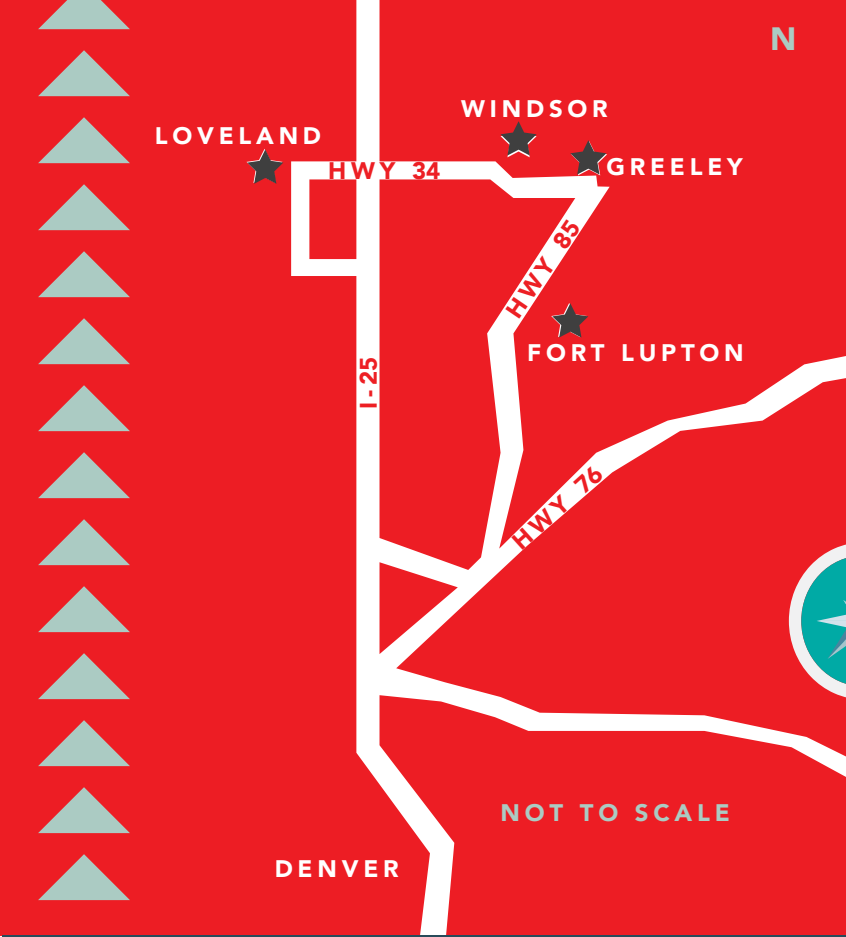 N
WINDSOR
LOVELAND
GREELEY
HWY 34
HWY 85
FORT LUPTON
I-25
HWY 76
NOT TO SCALE
DENVER